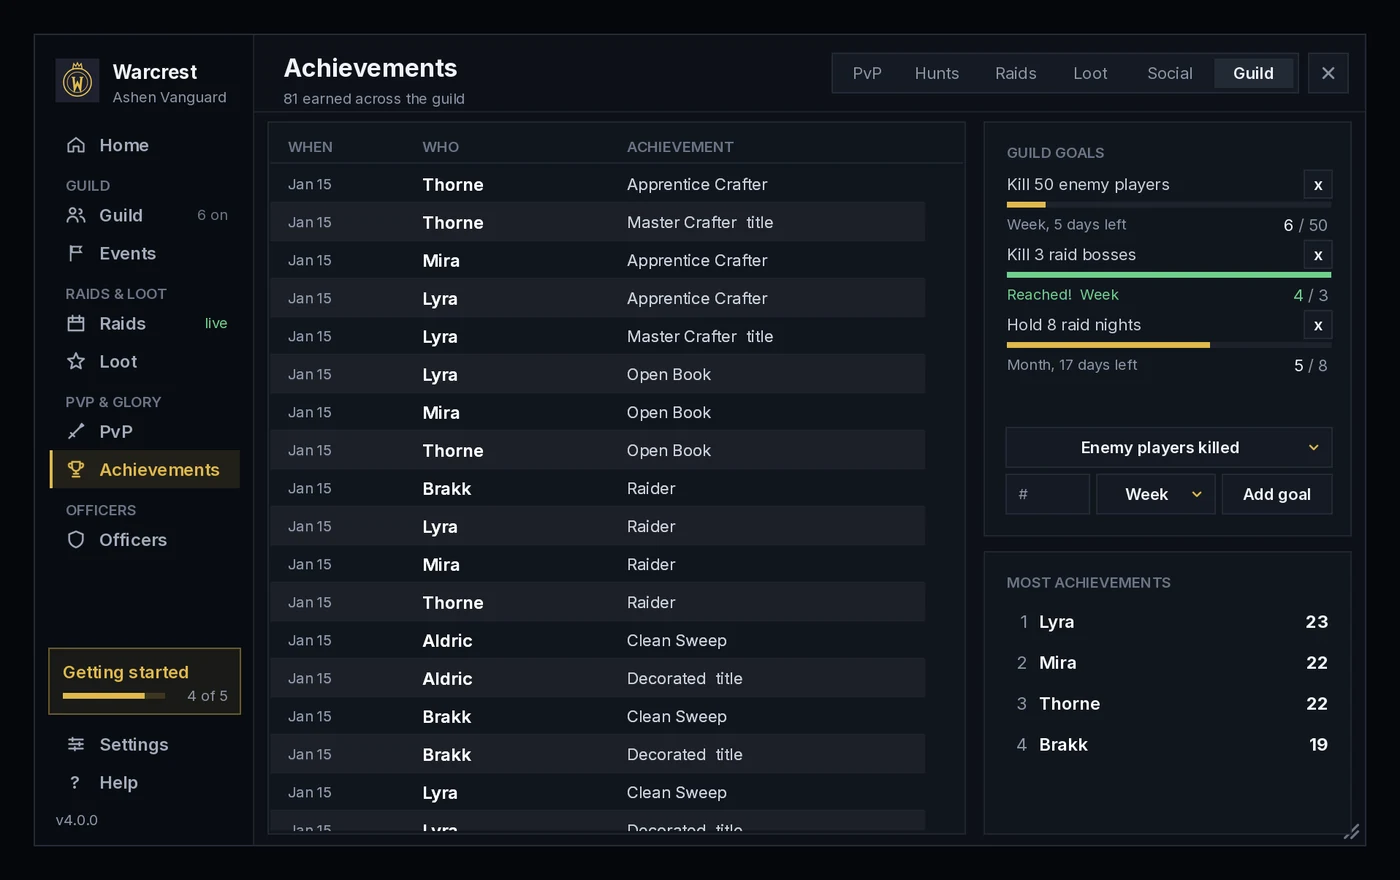 Warcrest
Ashen Vanguard
Home
GUILD
Guild 6 on
Events
RAIDS & LOOT
Raids live
Loot
PVP & GLORY
PvP
Achievements
OFFICERS
Officers
Getting started
4 of 5
Settings
? Help
v4.0.0
Achievements
81 earned across the guild
PvP Hunts Raids Loot Social Guild
WHEN WHO ACHIEVEMENT
Jan 15 Thorne Apprentice Crafter
Jan 15 Thorne Master Crafter title
Jan 15 Mira Apprentice Crafter
Jan 15 Lyra Apprentice Crafter
Jan 15 Lyra Master Crafter title
Jan 15 Lyra Open Book
Jan 15 Mira Open Book
Jan 15 Thorne Open Book
Jan 15 Brakk Raider
Jan 15 Lyra Raider
Jan 15 Mira Raider
Jan 15 Thorne Raider
Jan 15 Aldric Clean Sweep
Jan 15 Aldric Decorated title
Jan 15 Brakk Clean Sweep
Jan 15 Brakk Decorated title
Jan 15 Lyra Clean Sweep
Jan 15 Lyra Decorated title
GUILD GOALS
Kill 50 enemy players x
Week, 5 days left 6 / 50
Kill 3 raid bosses x
Reached! Week 4 / 3
Hold 8 raid nights x
Month, 17 days left 5 / 8
Enemy players killed
# Week Add goal
MOST ACHIEVEMENTS
1 Lyra 23
2 Mira 22
3 Thorne 22
4 Brakk 19